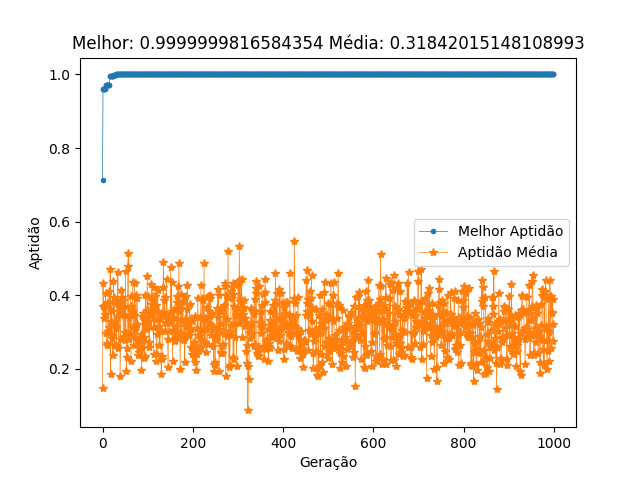 Melhor: 0.9999999816584354 Média: 0.31842015148108993
1.0
0.8
0.6
0.4
0.2
Aptidão
Melhor Aptidão
Aptidão Média
0 200 400 600 800 1000
Geração